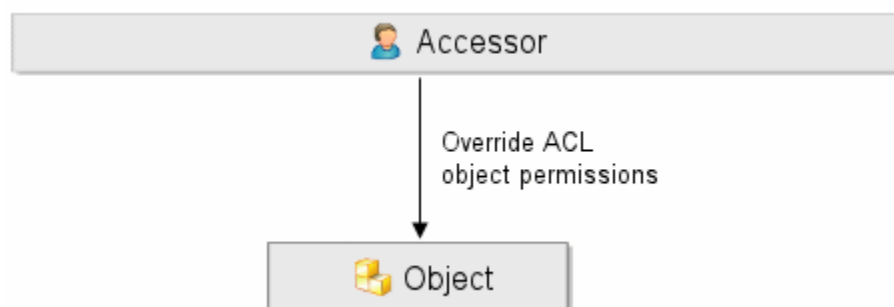 Accessor
Override ACL
object permissions
Object